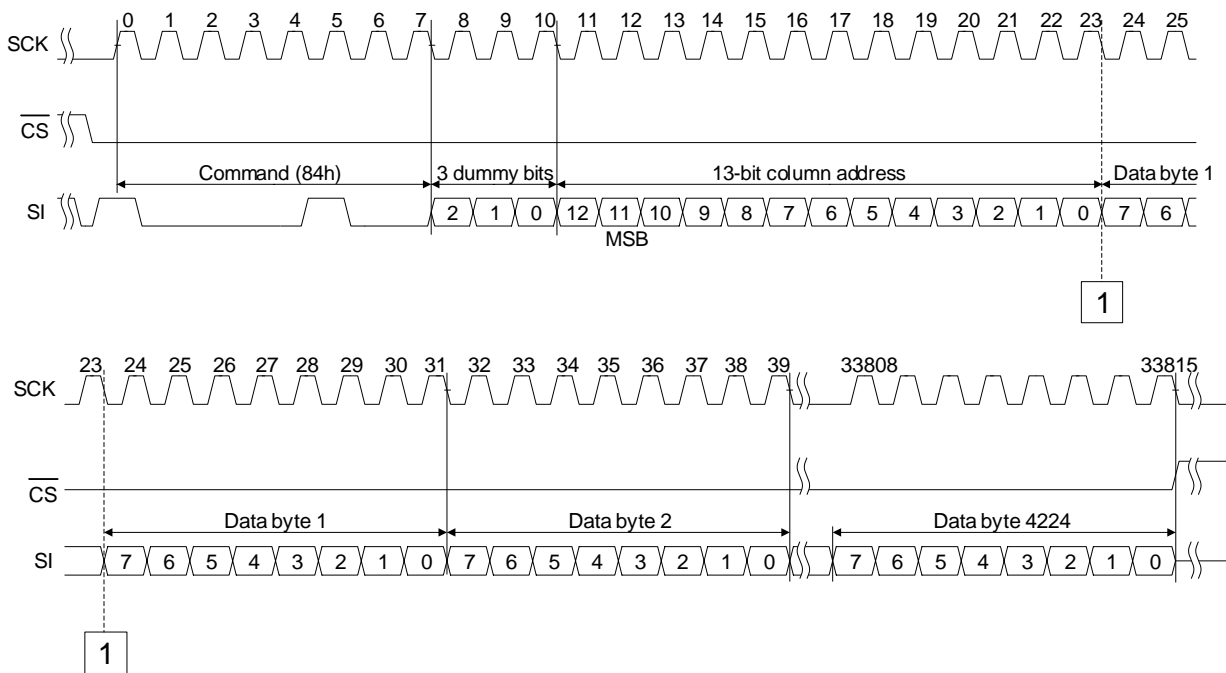 0 1 2 3 4 5 6 7 8 9 10 11 12 13 14 15 16 17 18 19 20 21 22 23 24 25
SCK
CS
Command (84h) 3 dummy bits 13-bit column address Data byte 1
SI 2 1 0 12 11 10 9 8 7 6 5 4 3 2 1 0 7 6
MSB
1
23 24 25 26 27 28 29 30 31 32 33 34 35 36 37 38 39 33808 33815
SCK
CS
Data byte 1 Data byte 2 Data byte 4224
SI 7 6 5 4 3 2 1 0 7 6 5 4 3 2 1 0 7 6 5 4 3 2 1 0
1